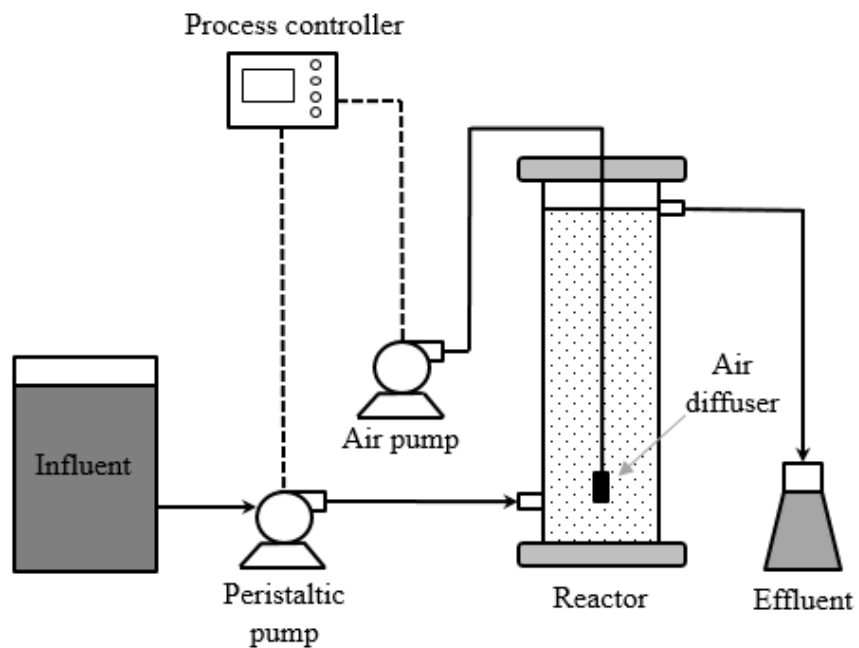 Process controller
Air
diffuser
Air pump
Influent
Peristaltic
pump
Reactor
Effluent